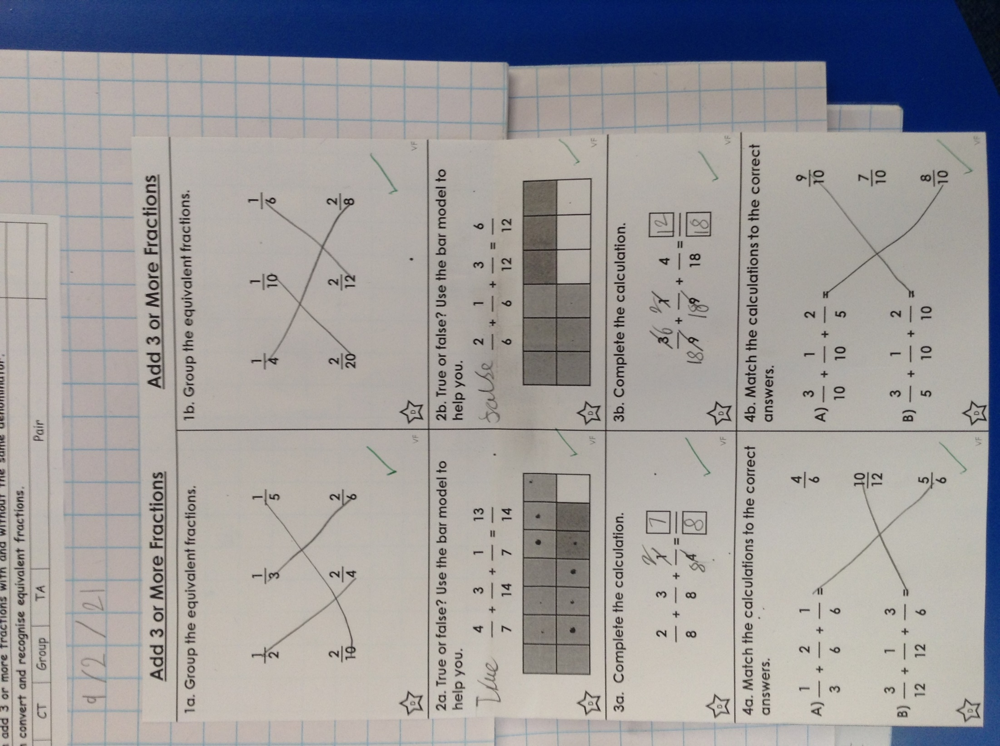 add 3 or more fractions with and without the same denominator.
convert and recognise equivalent fractions.
CT Group TA Pair
9/2/21
Add 3 or More Fractions
Add 3 or More Fractions
1a. Group the equivalent fractions.
1/2 1/3 1/5
2/10 2/4 2/6
D VF
1b. Group the equivalent fractions.
1/4 1/10 1/6
2/20 2/12 2/8
D VF
2a. True or false? Use the bar model to
help you.
True 4/7 + 3/14 + 1/7 = 13/14
D VF
2b. True or false? Use the bar model to
help you.
false 2/6 + 1/6 + 3/12 = 6/12
D VF
3a. Complete the calculation.
2
2/8 + 3/8 + 1/4 = 7/8
8
D VF
3b. Complete the calculation.
6 2
3/9 + 1/9 + 4/18 = 12/18
18 18
D VF
4a. Match the calculations to the correct
answers.
A) 1/3 + 2/6 + 1/6 = 4/6
10/12
B) 3/12 + 1/12 + 3/6 = 5/6
D VF
4b. Match the calculations to the correct
answers.
A) 3/10 + 1/10 + 2/5 = 9/10
7/10
B) 3/5 + 1/10 + 2/10 = 8/10
D VF